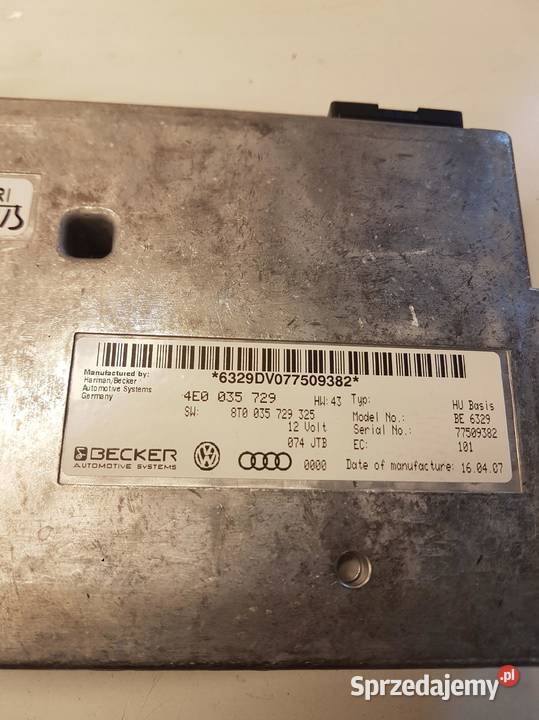 RI
*6329DV077509382*
Manufactured by:
Harman/Becker
Automotive Systems
Germany
4E0 035 729 HW: 43 Typ: HU Basis
SW: 8T0 035 729 325 Model No.: BE 6329
12 Volt Serial No.: 77509382
074 JTB EC: 101
BECKER
AUTOMOTIVE SYSTEMS
0000 Date of manufacture: 16.04.07
Sprzedajemy.pl